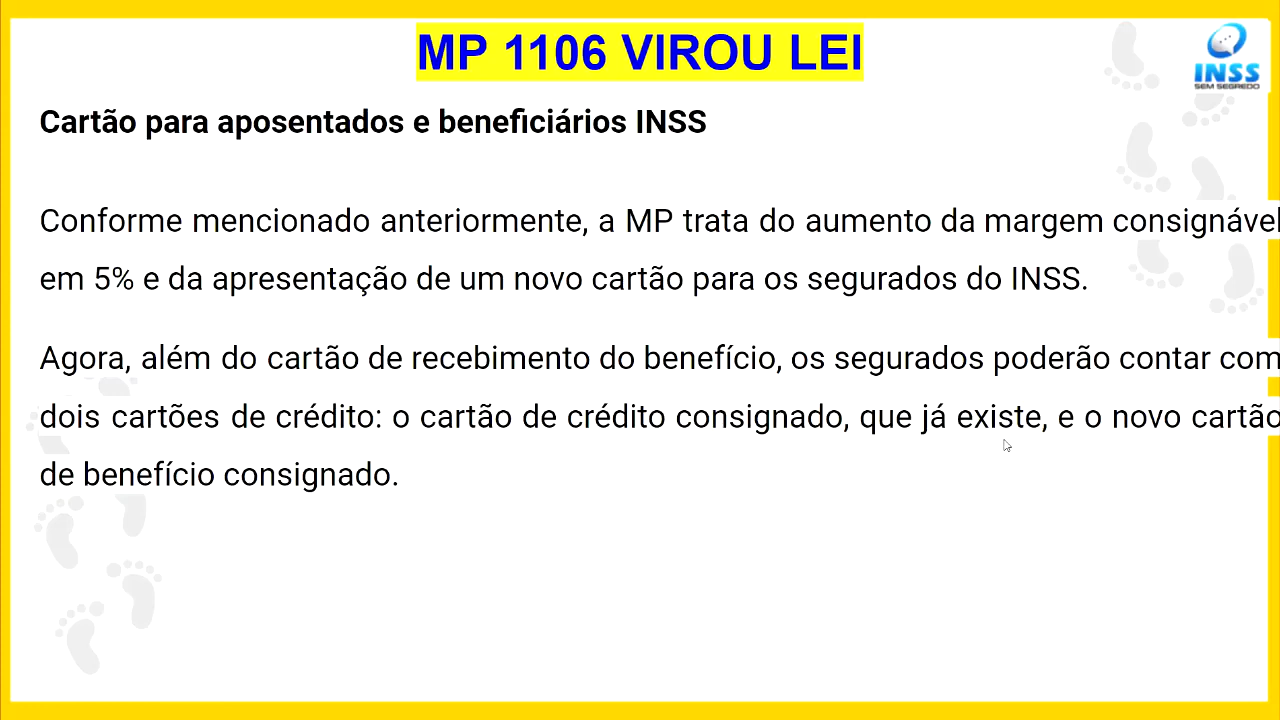 MP 1106 VIROU LEI
INSS
SEM SEGREDO
Cartão para aposentados e beneficiários INSS
Conforme mencionado anteriormente, a MP trata do aumento da margem consignável
em 5% e da apresentação de um novo cartão para os segurados do INSS.
Agora, além do cartão de recebimento do benefício, os segurados poderão contar com
dois cartões de crédito: o cartão de crédito consignado, que já existe, e o novo cartão
de benefício consignado.